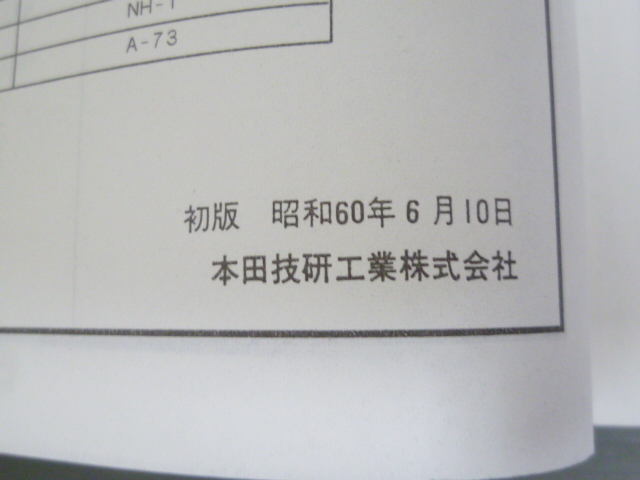 NH-1
A-73
初版 昭和60年6月10日
本田技研工業株式会社